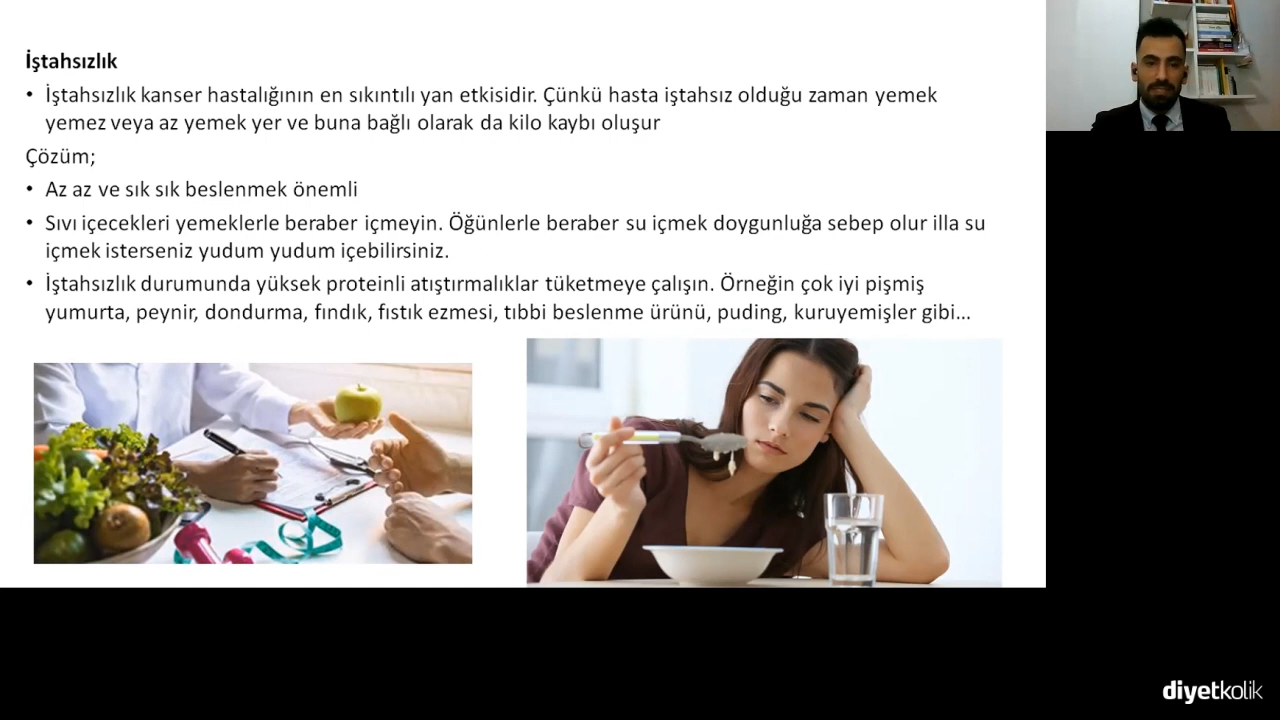 İştahsızlık
• İştahsızlık kanser hastalığının en sıkıntılı yan etkisidir. Çünkü hasta iştahsız olduğu zaman yemek
yemez veya az yemek yer ve buna bağlı olarak da kilo kaybı oluşur
Çözüm;
• Az az ve sık sık beslenmek önemli
• Sıvı içecekleri yemeklerle beraber içmeyin. Öğünlerle beraber su içmek doygunluğa sebep olur illa su
içmek isterseniz yudum yudum içebilirsiniz.
• İştahsızlık durumunda yüksek proteinli atıştırmalıklar tüketmeye çalışın. Örneğin çok iyi pişmiş
yumurta, peynir, dondurma, fındık, fıstık ezmesi, tıbbi beslenme ürünü, puding, kuruyemişler gibi...
diyetkolik